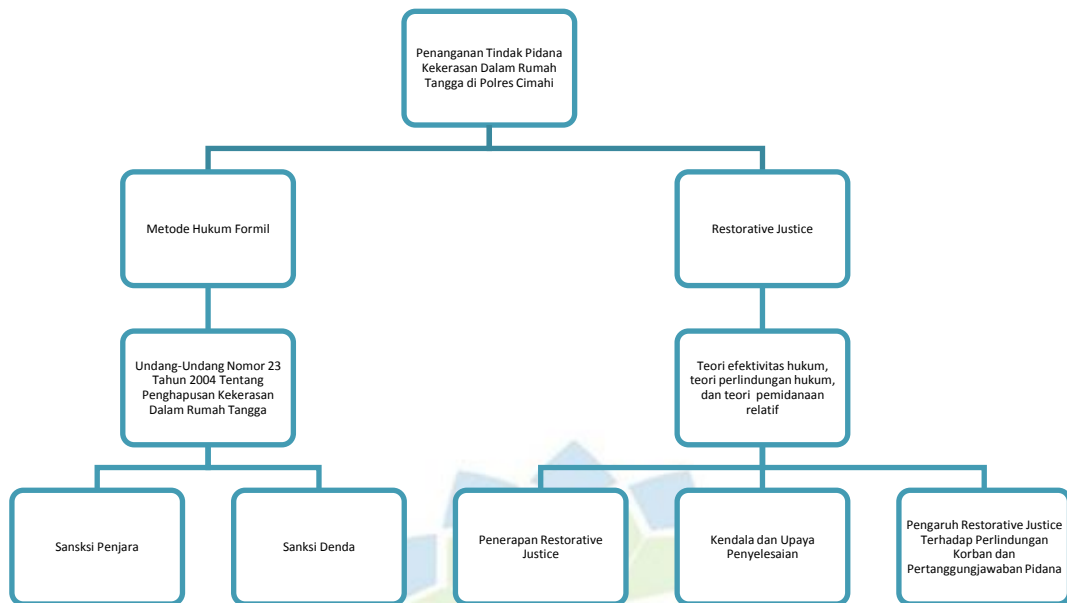 Penanganan Tindak Pidana
Kekerasan Dalam Rumah
Tangga di Polres Cimahi
Metode Hukum Formil
Restorative Justice
Undang-Undang Nomor 23
Tahun 2004 Tentang
Penghapusan Kekerasan
Dalam Rumah Tangga
Teori efektivitas hukum,
teori perlindungan hukum,
dan teori pemidanaan
relatif
Sansksi Penjara
Sanksi Denda
Penerapan Restorative
Justice
Kendala dan Upaya
Penyelesaian
Pengaruh Restorative Justice
Terhadap Perlindungan
Korban dan
Pertanggungjawaban Pidana